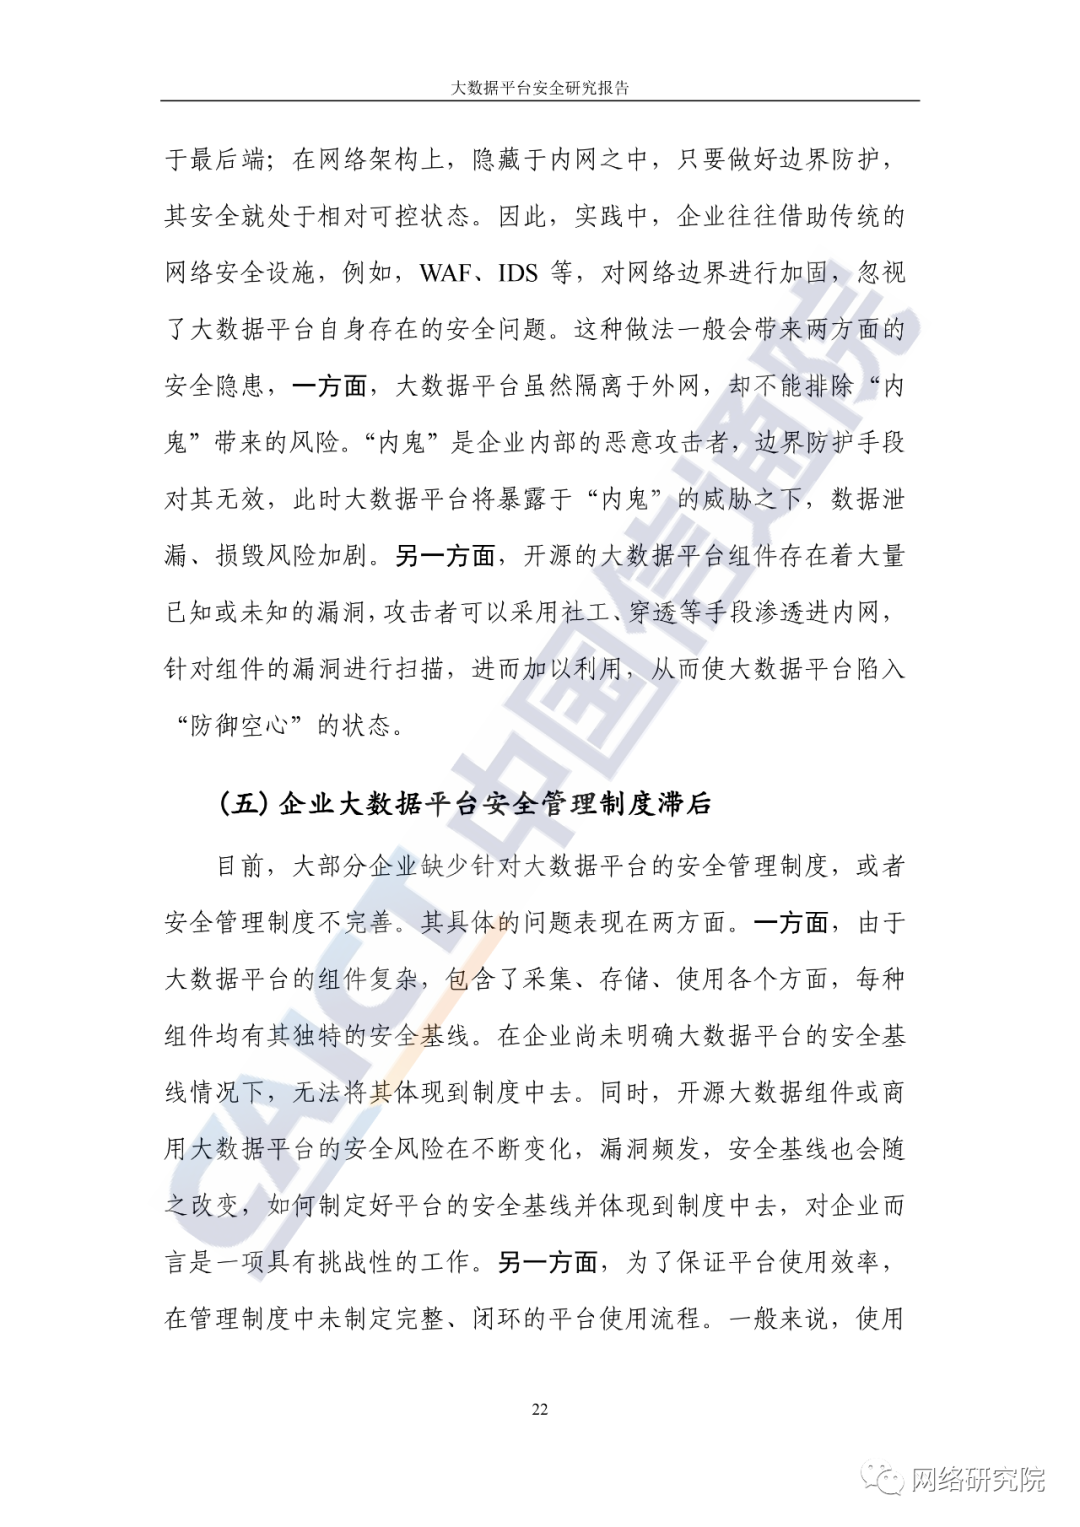 大数据平台安全研究报告
于最后端；在网络架构上，隐藏于内网之中，只要做好边界防护，
其安全就处于相对可控状态。因此，实践中，企业往往借助传统的
网络安全设施，例如，WAF、IDS 等，对网络边界进行加固，忽视
了大数据平台自身存在的安全问题。这种做法一般会带来两方面的
安全隐患，一方面，大数据平台虽然隔离于外网，却不能排除“内
鬼”带来的风险。“内鬼”是企业内部的恶意攻击者，边界防护手段
对其无效，此时大数据平台将暴露于“内鬼”的威胁之下，数据泄
漏、损毁风险加剧。另一方面，开源的大数据平台组件存在着大量
已知或未知的漏洞，攻击者可以采用社工、穿透等手段渗透进内网，
针对组件的漏洞进行扫描，进而加以利用，从而使大数据平台陷入
“防御空心”的状态。
（五）企业大数据平台安全管理制度滞后
目前，大部分企业缺少针对大数据平台的安全管理制度，或者
安全管理制度不完善。其具体的问题表现在两方面。一方面，由于
大数据平台的组件复杂，包含了采集、存储、使用各个方面，每种
组件均有其独特的安全基线。在企业尚未明确大数据平台的安全基
线情况下，无法将其体现到制度中去。同时，开源大数据组件或商
用大数据平台的安全风险在不断变化，漏洞频发，安全基线也会随
之改变，如何制定好平台的安全基线并体现到制度中去，对企业而
言是一项具有挑战性的工作。另一方面，为了保证平台使用效率，
在管理制度中未制定完整、闭环的平台使用流程。一般来说，使用
22
CAICT 中国信通院
网络研究院